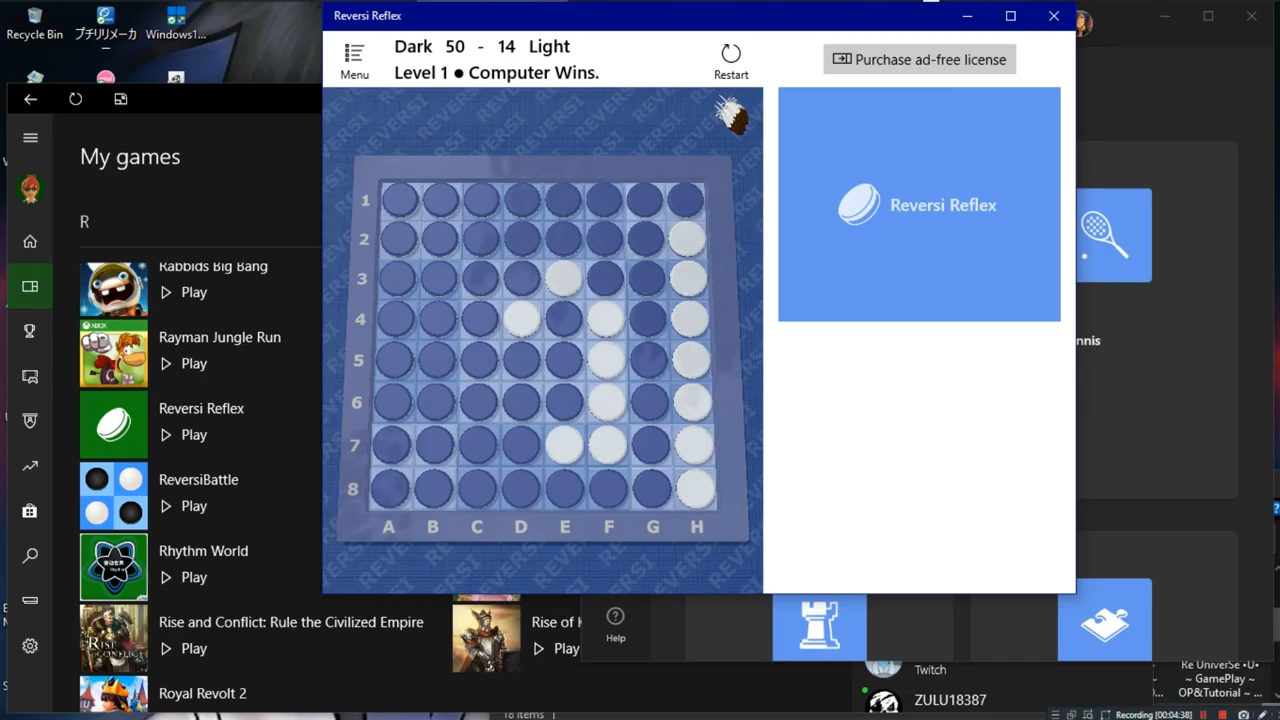 Recycle Bin
プチリリメーカー
Windows1...
Reversi Reflex
Menu
Dark 50 - 14 Light
Level 1 ● Computer Wins.
Restart
Purchase ad-free license
REVERSI
My games
R
Rabbids Big Bang
Play
Rayman Jungle Run
Play
Reversi Reflex
Play
ReversiBattle
Play
Rhythm World
Play
Rise and Conflict: Rule the Civilized Empire
Play
Royal Revolt 2
Rise of
Play
1
2
3
4
5
6
7
8
A B C D E F G H
Reversi Reflex
nnis
Help
Twitch
ZULU18387
Re UniverSe •U•
~ GamePlay ~
OP&Tutorial ~ ...
18 items
Recording [00:04:38]